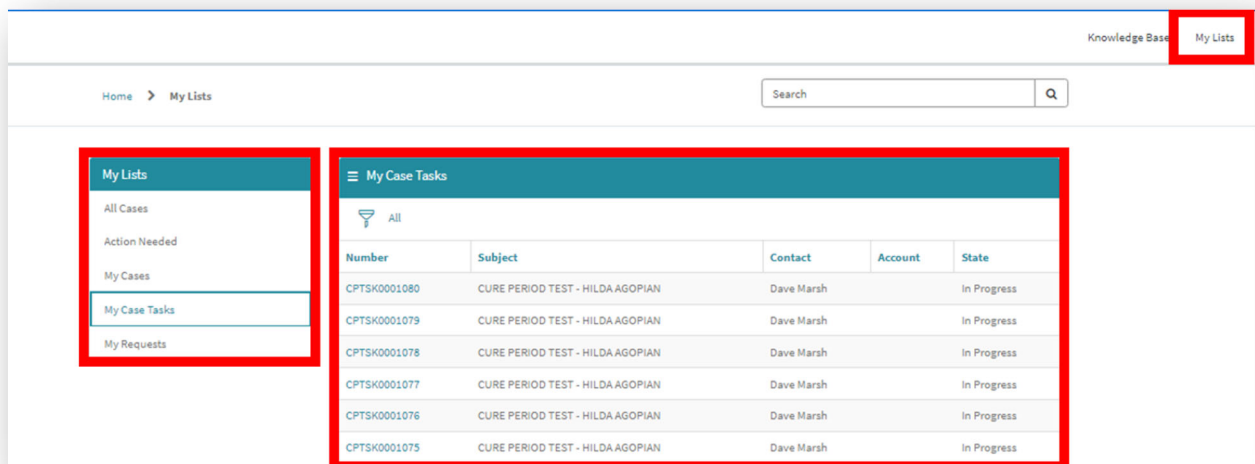 Knowledge Base My Lists
Home > My Lists
Search
My Lists
All Cases
Action Needed
My Cases
My Case Tasks
My Requests
My Case Tasks
All
Number Subject Contact Account State
CPTSK0001080 CURE PERIOD TEST - HILDA AGOPIAN Dave Marsh In Progress
CPTSK0001079 CURE PERIOD TEST - HILDA AGOPIAN Dave Marsh In Progress
CPTSK0001078 CURE PERIOD TEST - HILDA AGOPIAN Dave Marsh In Progress
CPTSK0001077 CURE PERIOD TEST - HILDA AGOPIAN Dave Marsh In Progress
CPTSK0001076 CURE PERIOD TEST - HILDA AGOPIAN Dave Marsh In Progress
CPTSK0001075 CURE PERIOD TEST - HILDA AGOPIAN Dave Marsh In Progress